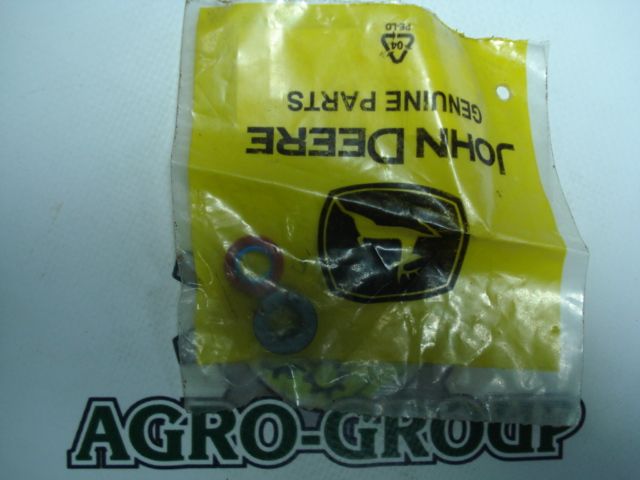 JOHN DEERE
GENUINE PARTS
04
PE-LD
AGRO-GROUP